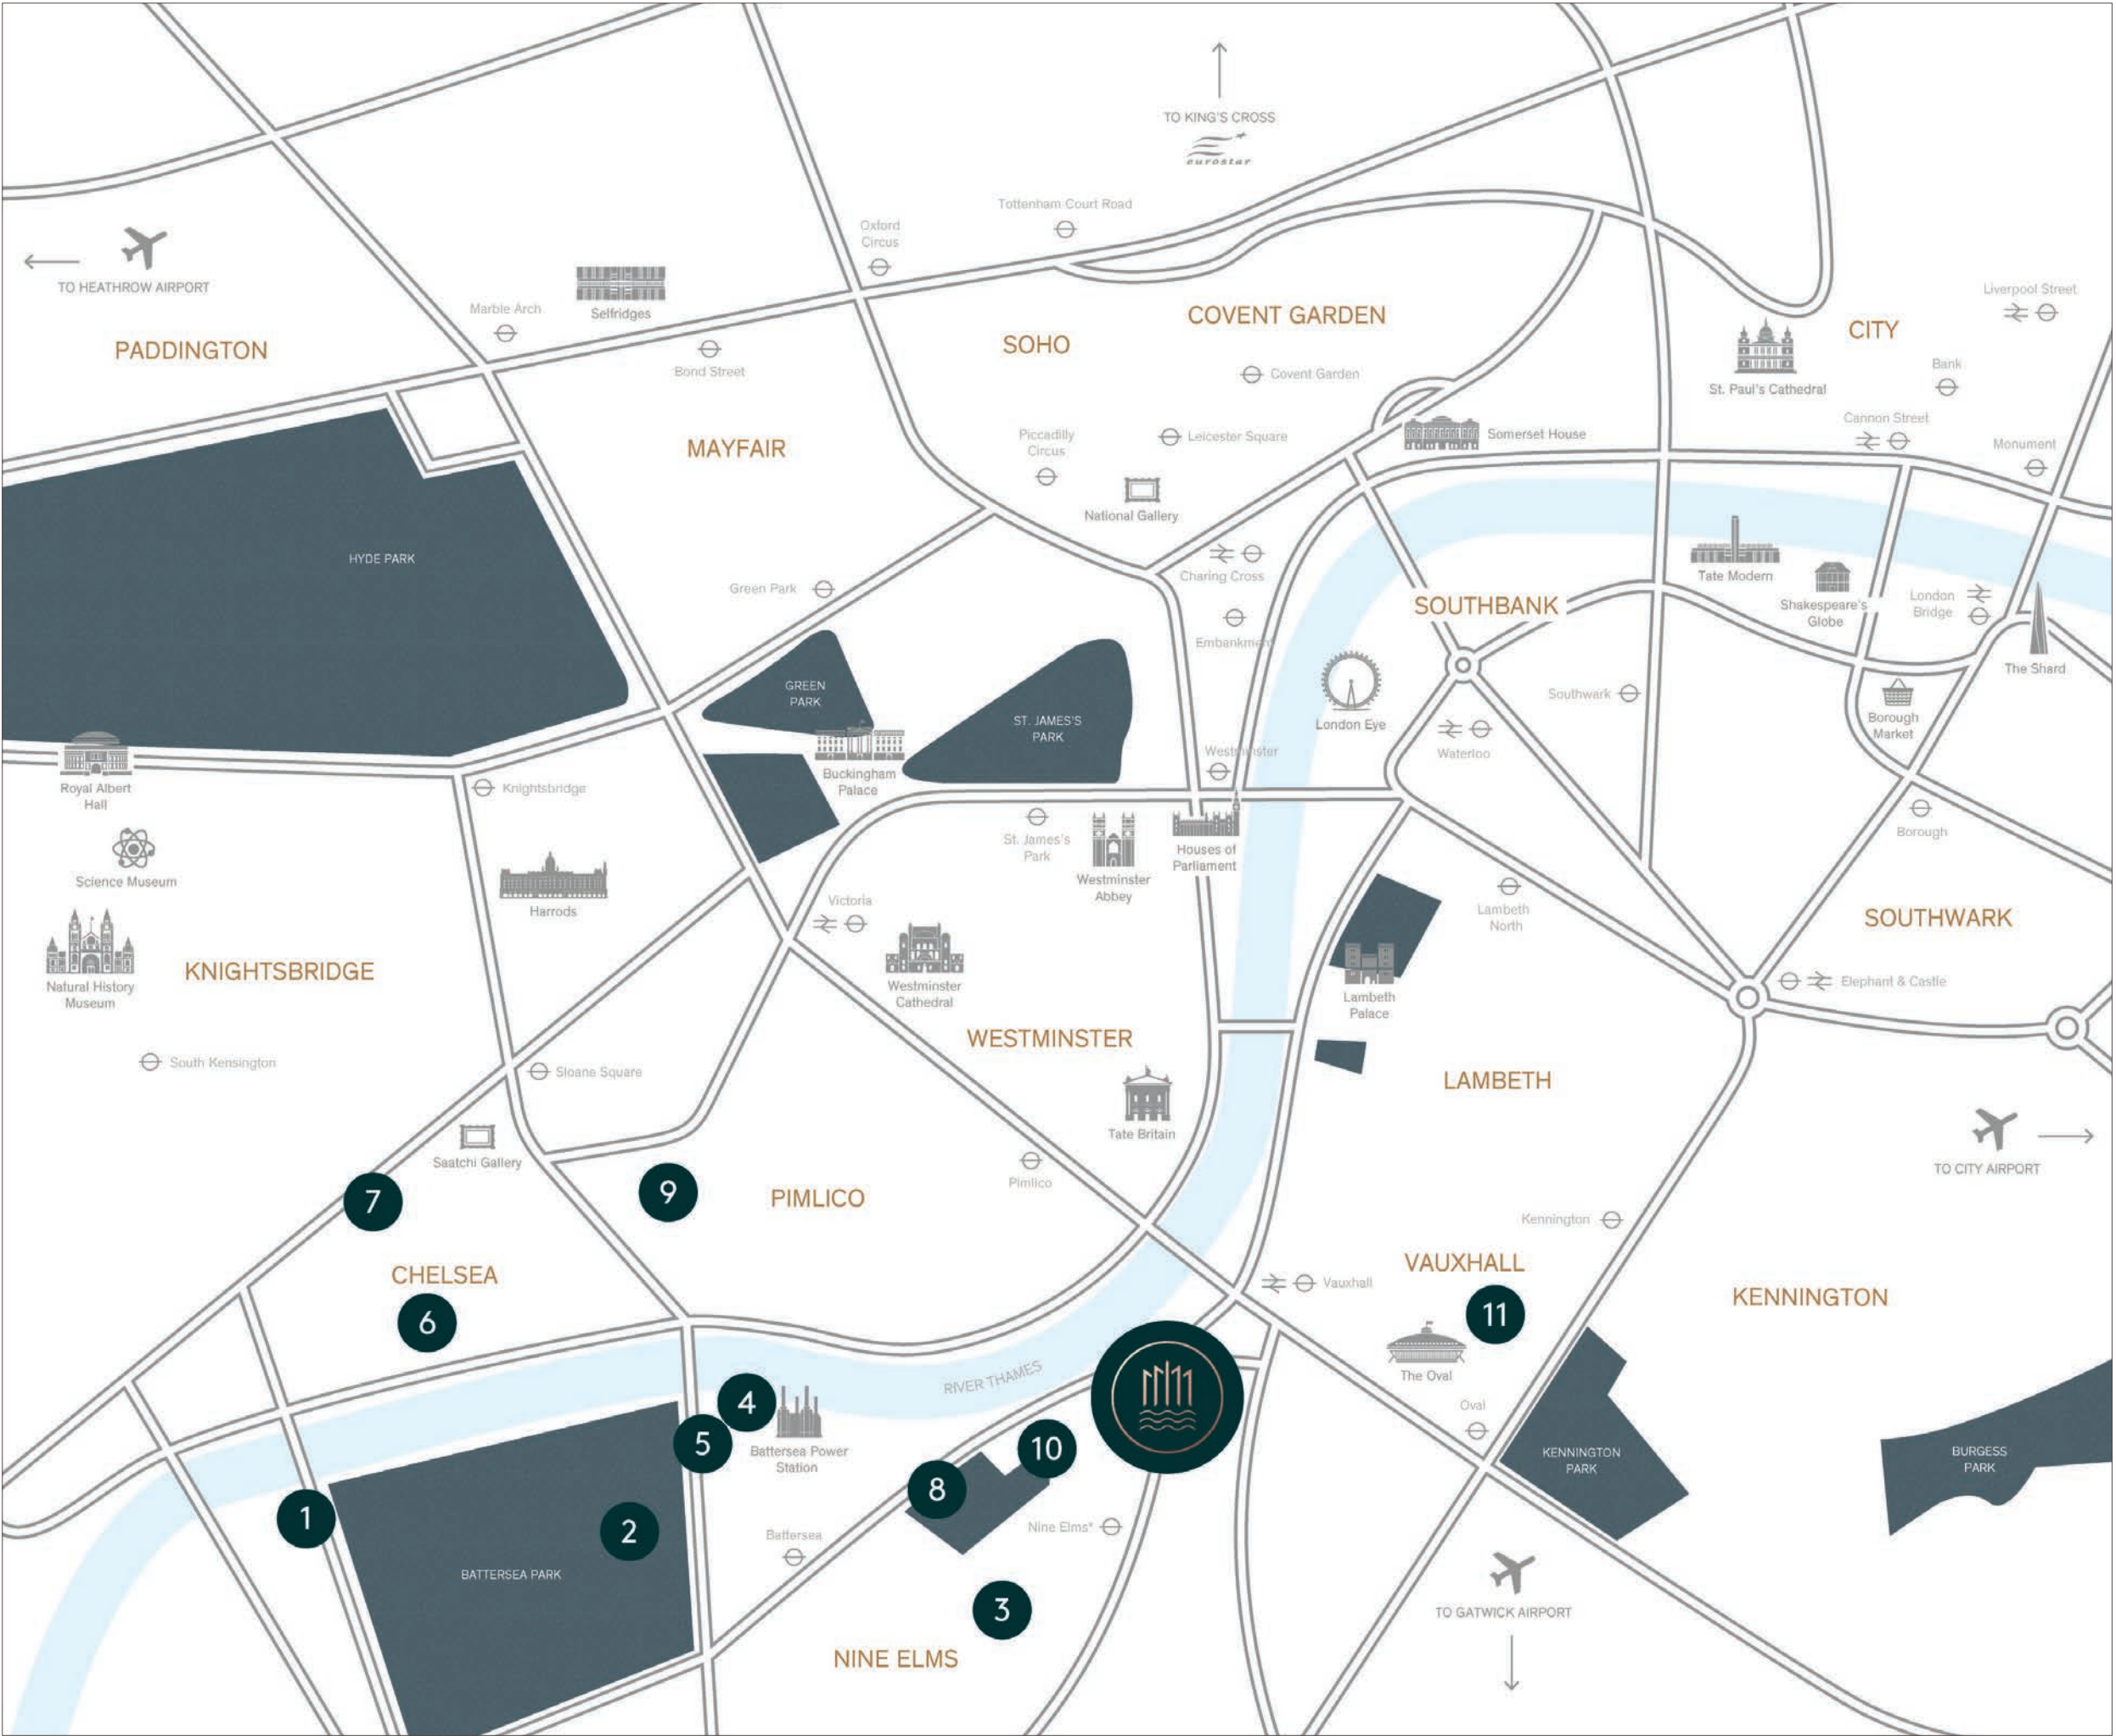 TO KING'S CROSS
eurostar
Tottenham Court Road
Oxford
Circus
TO HEATHROW AIRPORT
Marble Arch
Selfridges
Bond Street
PADDINGTON
SOHO
COVENT GARDEN
Covent Garden
CITY
Liverpool Street
St. Paul's Cathedral
Bank
Cannon Street
Monument
MAYFAIR
Piccadilly
Circus
Leicester Square
Somerset House
National Gallery
HYDE PARK
Green Park
Charing Cross
Embankment
SOUTHBANK
Tate Modern
Shakespeare's
Globe
London
Bridge
The Shard
GREEN
PARK
ST. JAMES'S
PARK
London Eye
Southwark
Borough
Market
Waterloo
Westminster
Buckingham
Palace
Royal Albert
Hall
Knightsbridge
Borough
St. James's
Park
Westminster
Abbey
Houses of
Parliament
Science Museum
Harrods
Victoria
Lambeth
North
SOUTHWARK
Natural History
Museum
KNIGHTSBRIDGE
Westminster
Cathedral
Lambeth
Palace
Elephant & Castle
WESTMINSTER
South Kensington
Sloane Square
LAMBETH
Tate Britain
Saatchi Gallery
Pimlico
TO CITY AIRPORT
7
9
PIMLICO
Kennington
CHELSEA
6
Vauxhall
VAUXHALL
11
KENNINGTON
The Oval
RIVER THAMES
4
5
Battersea Power
Station
10
8
Oval
KENNINGTON
PARK
BURGESS
PARK
1
2
BATTERSEA PARK
Battersea
Nine Elms*
3
NINE ELMS
TO GATWICK AIRPORT